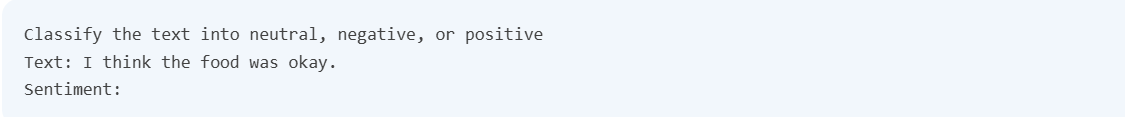 Classify the text into neutral, negative, or positive
Text: I think the food was okay.
Sentiment: